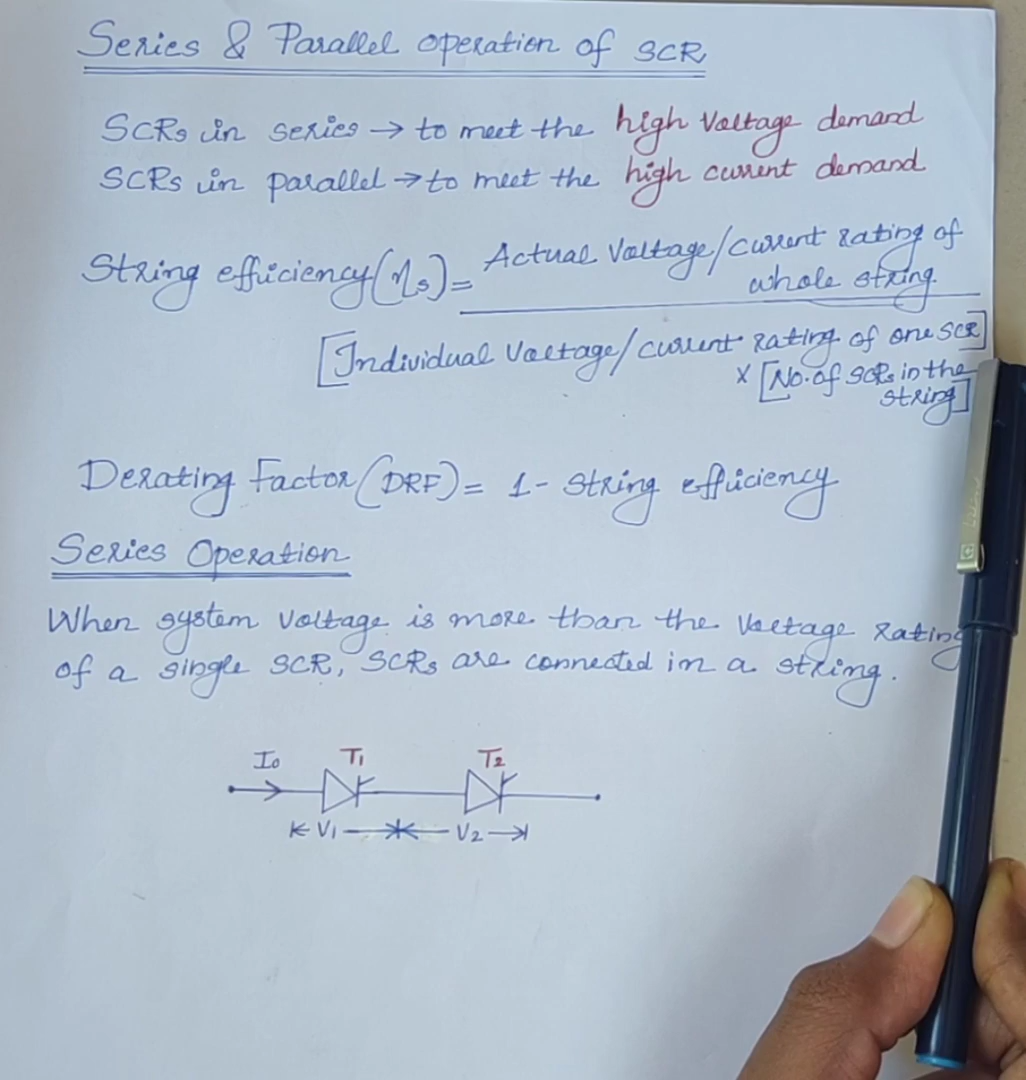 Series & Parallel operation of SCR
SCRs in series → to meet the high voltage demand
SCRs in parallel → to meet the high current demand
String efficiency (ηs) = Actual Voltage/current rating of
whole string.
[Individual Voltage/current rating of one SCR]
x [No. of SCRs in the
string]
Derating Factor (DRF) = 1 - String efficiency
Series Operation
When system voltage is more than the voltage rating
of a single SCR, SCRs are connected in a string.
Io T1 T2
V1 V2